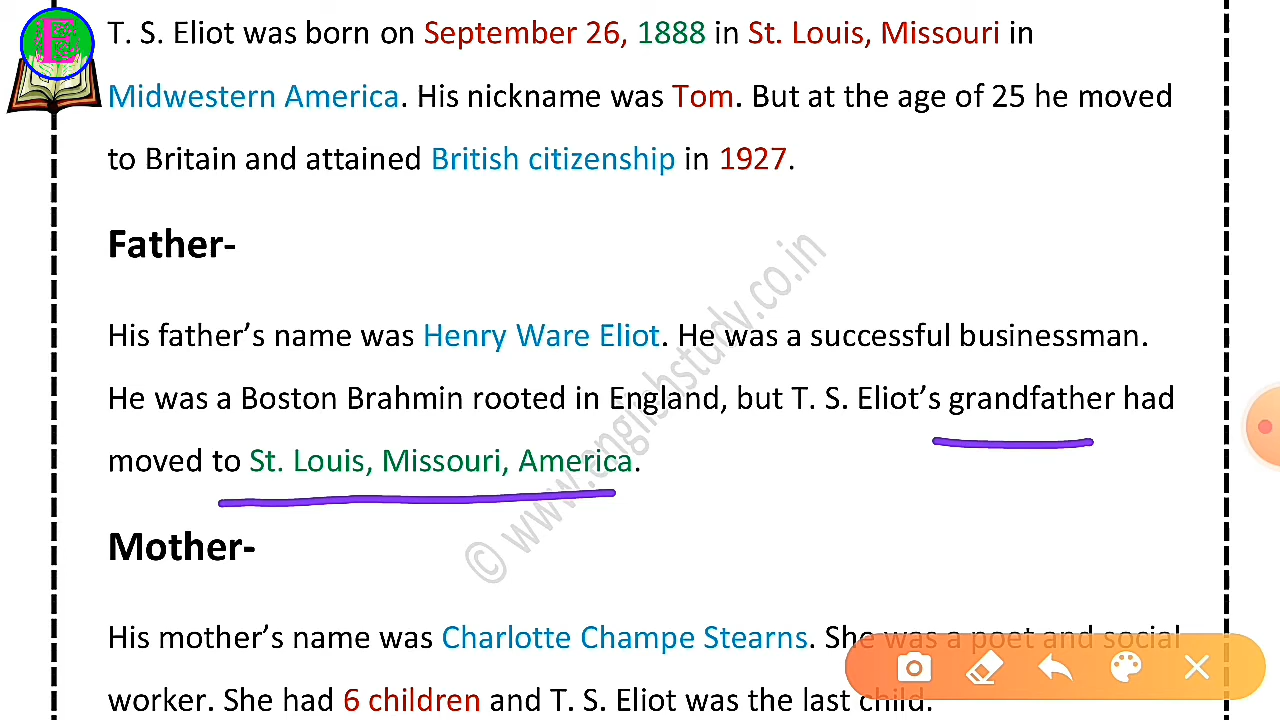 E
T. S. Eliot was born on September 26, 1888 in St. Louis, Missouri in
Midwestern America. His nickname was Tom. But at the age of 25 he moved
to Britain and attained British citizenship in 1927.
Father-
His father’s name was Henry Ware Eliot. He was a successful businessman.
He was a Boston Brahmin rooted in England, but T. S. Eliot’s grandfather had
moved to St. Louis, Missouri, America.
© www.englishstudy.co.in
Mother-
His mother’s name was Charlotte Champe Stearns. She was a poet and social
worker. She had 6 children and T. S. Eliot was the last child.